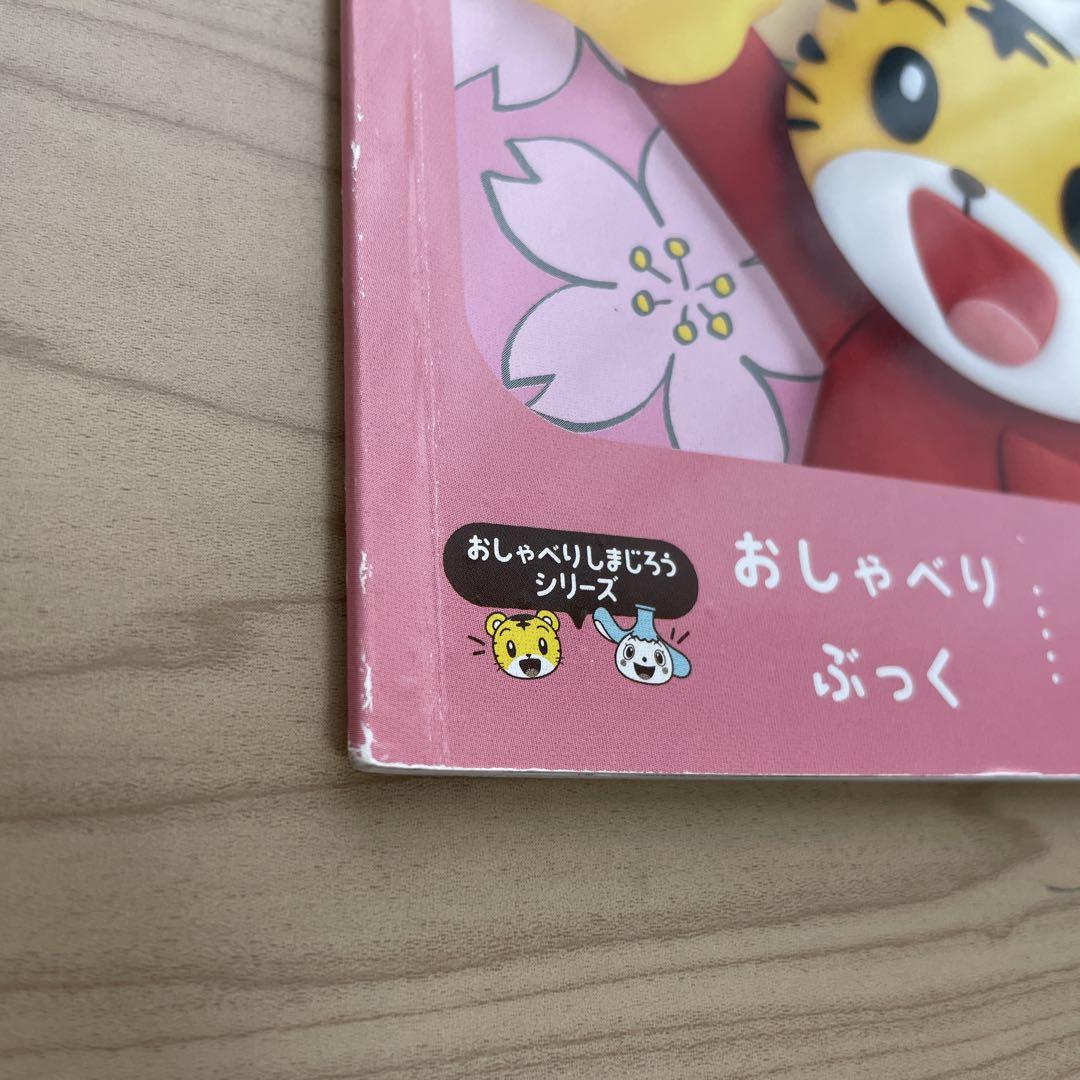 おしゃべりしまじろう
シリーズ
おしゃべり
ぶっく